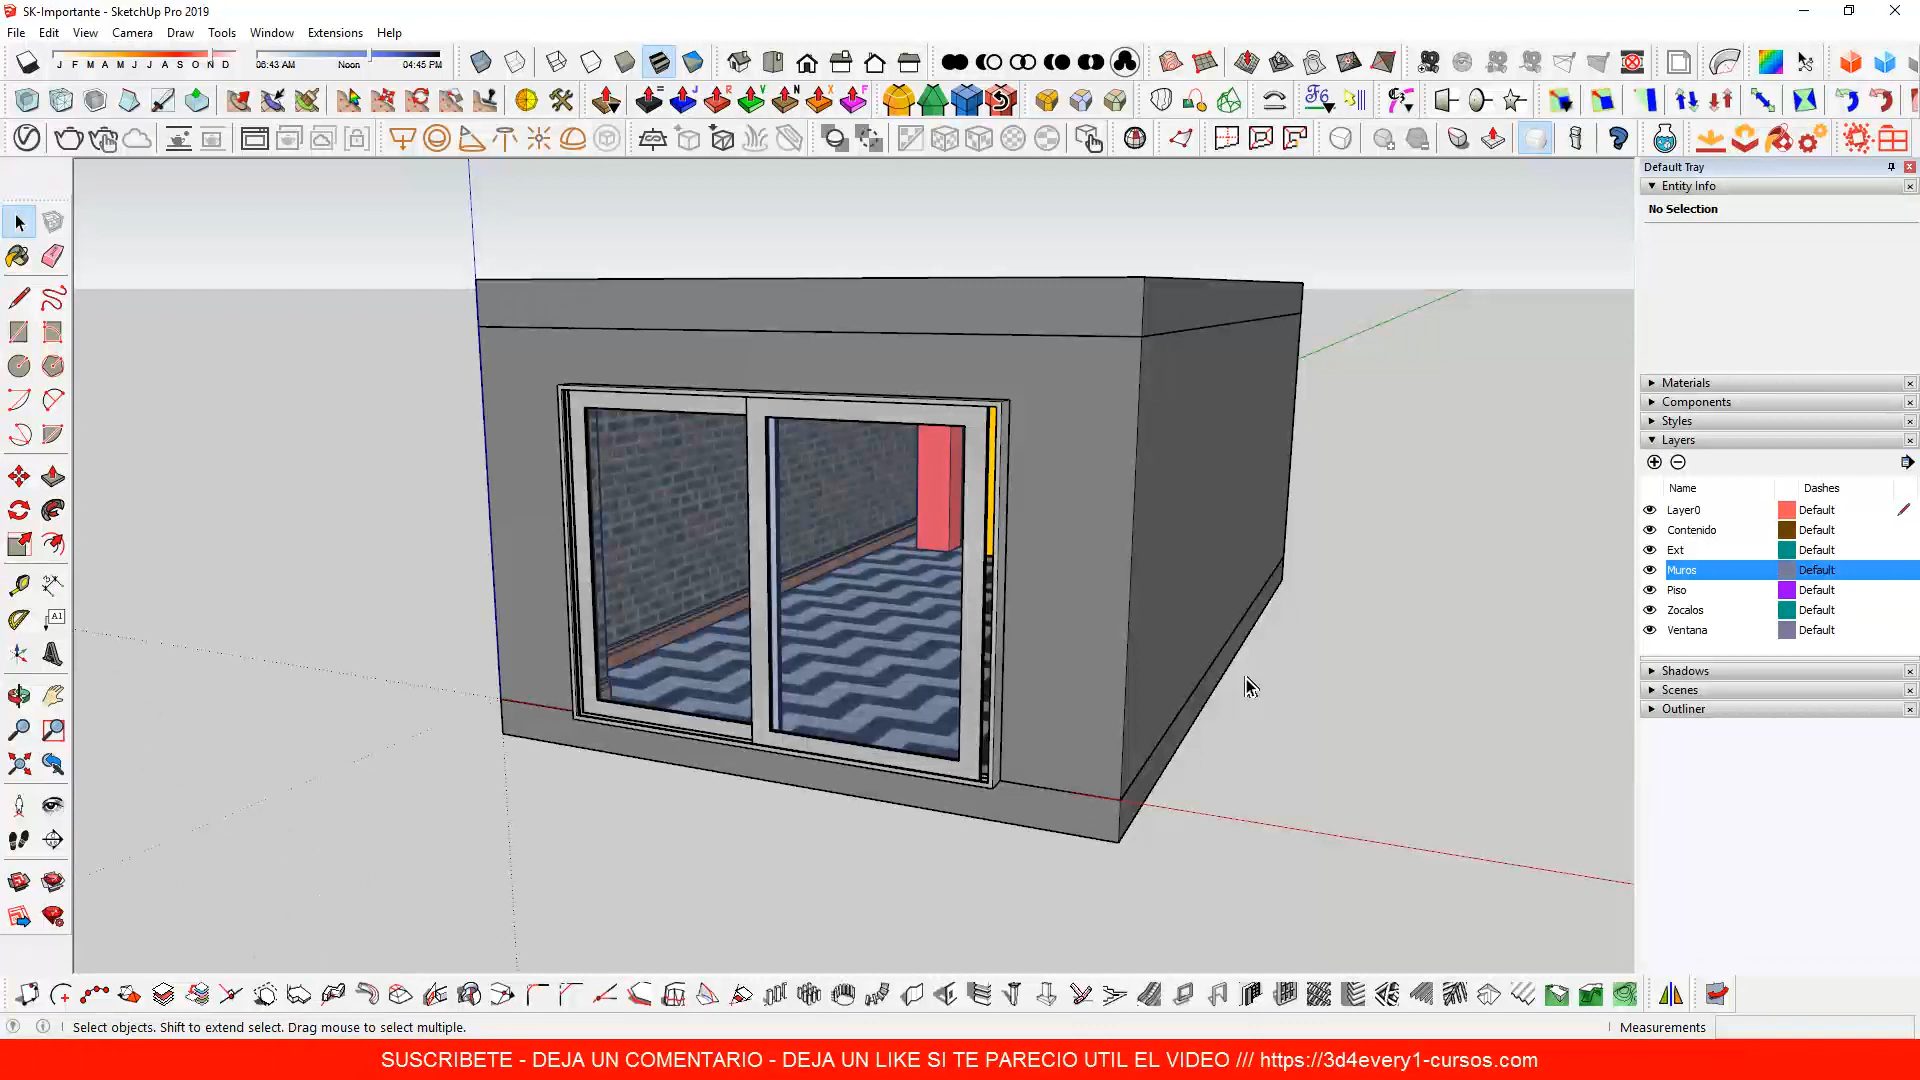 SK-Importante - SketchUp Pro 2019
File Edit View Camera Draw Tools Window Extensions Help
J F M A M J J A S O N D
06:43 AM Noon 04:45 PM
Default Tray
Entity Info
No Selection
Materials
Components
Styles
Layers
Name Dashes
Layer0 Default
Contenido Default
Ext Default
Muros Default
Piso Default
Zocalos Default
Ventana Default
Shadows
Scenes
Outliner
Select objects. Shift to extend select. Drag mouse to select multiple.
Measurements
SUSCRIBETE - DEJA UN COMENTARIO - DEJA UN LIKE SI TE PARECIO UTIL EL VIDEO /// https://3d4every1-cursos.com